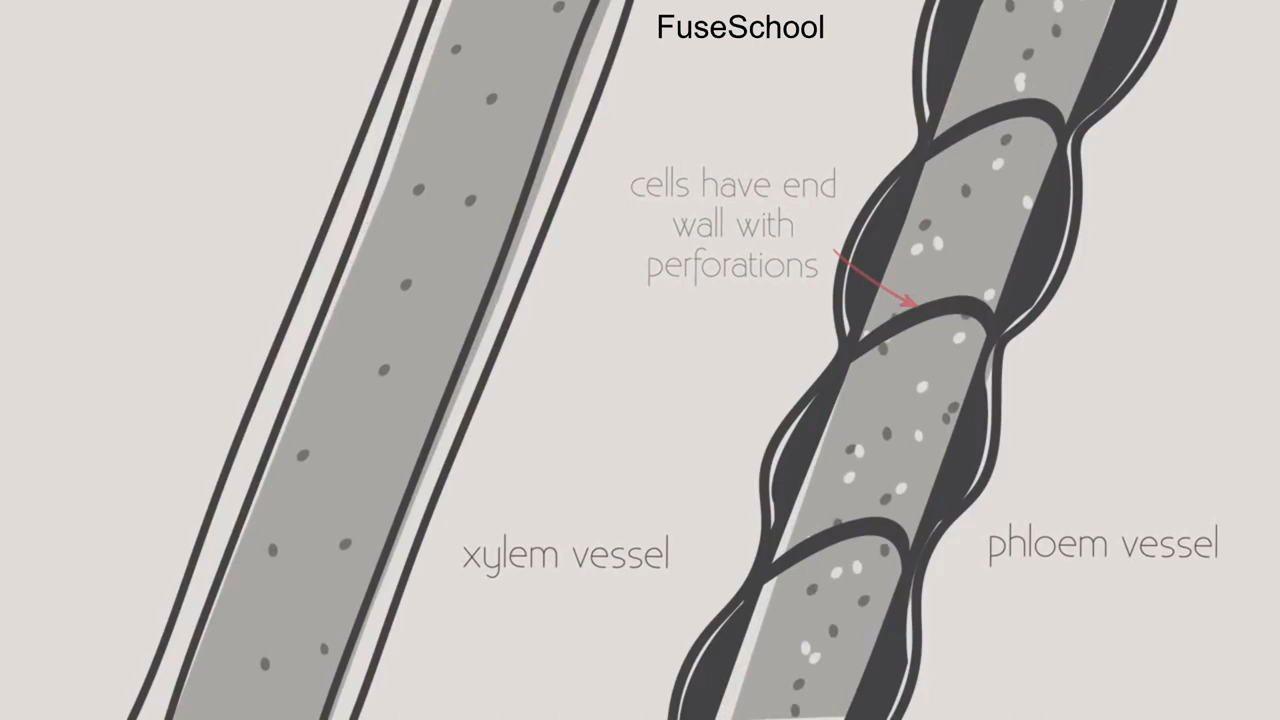 FuseSchool
cells have end
wall with
perforations
xylem vessel
phloem vessel